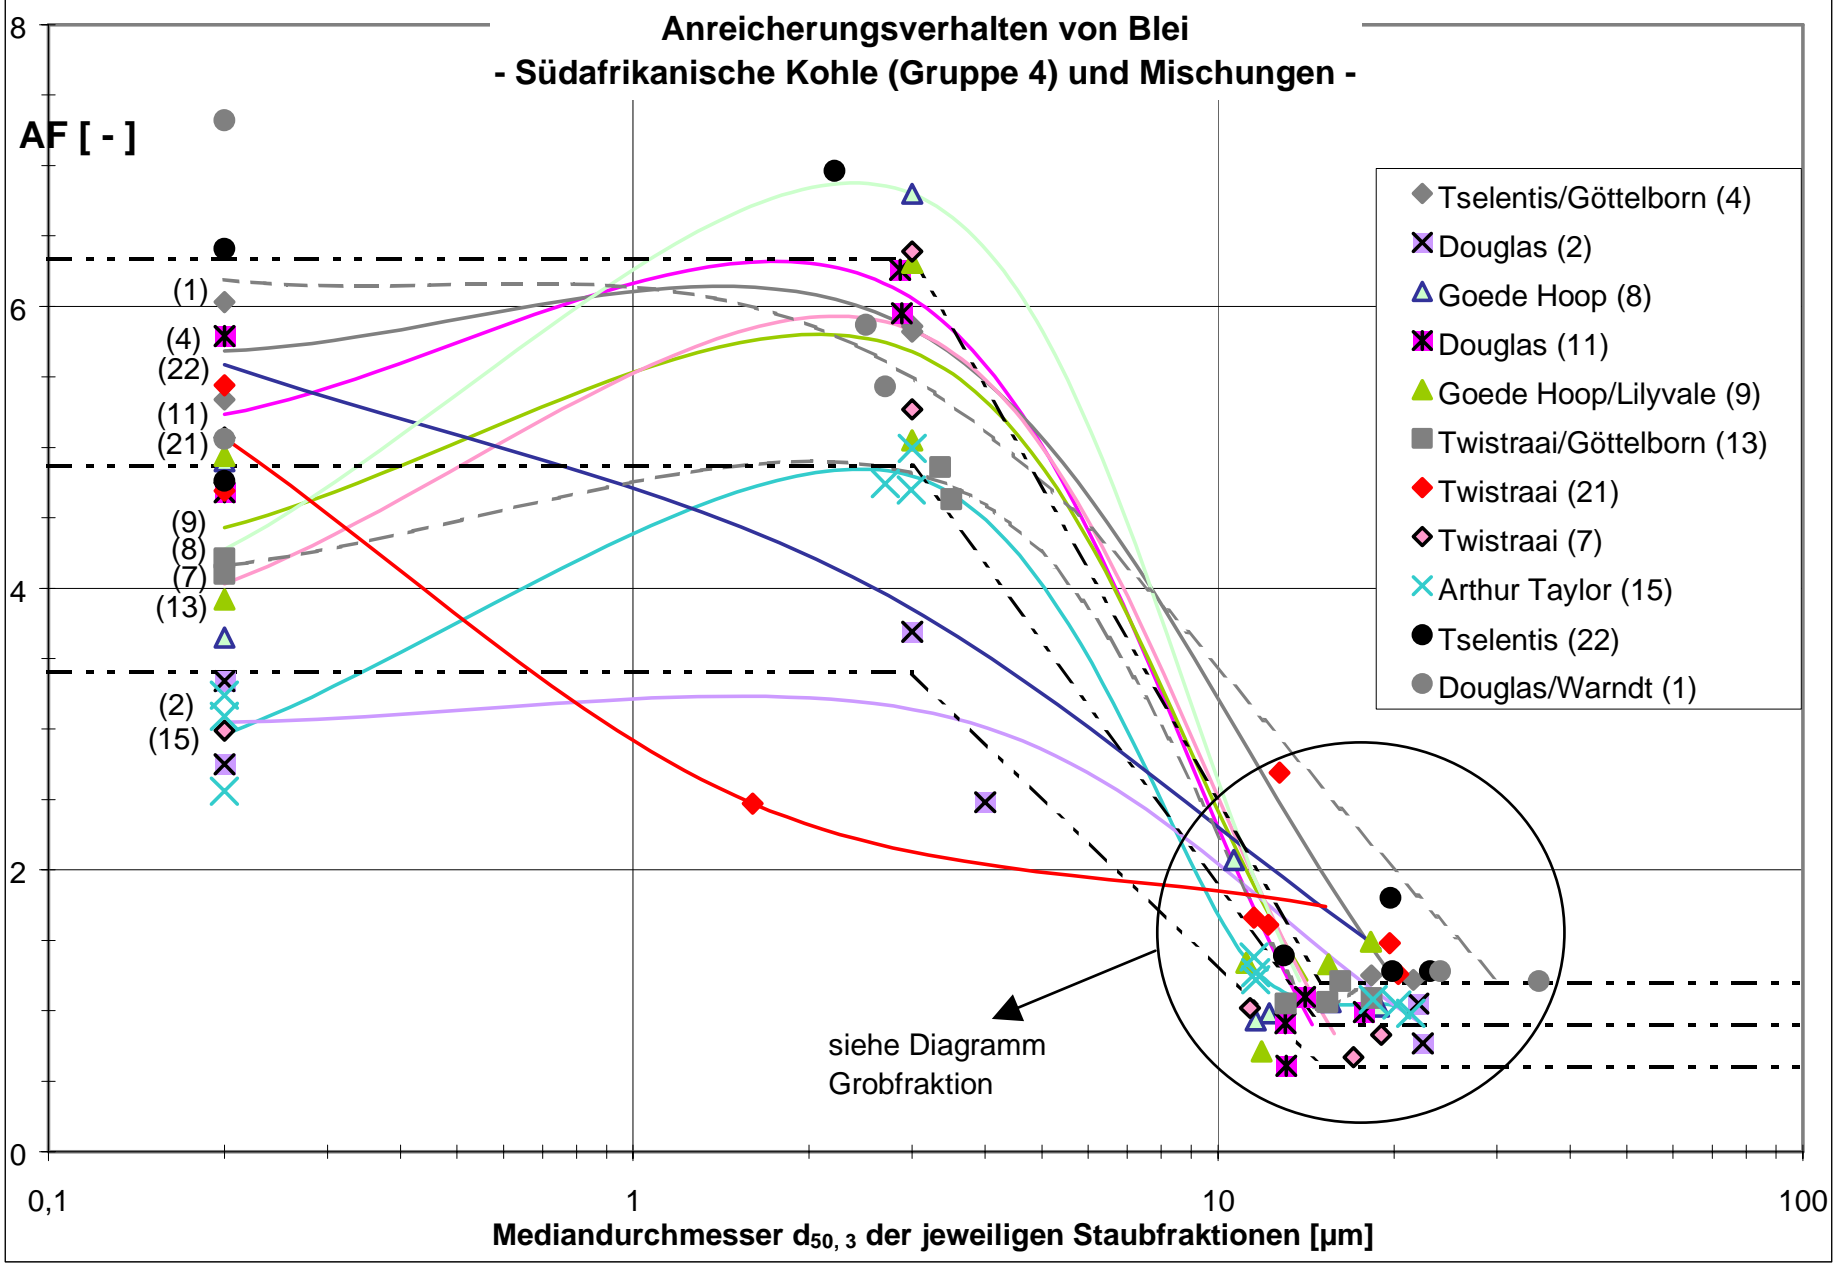 Anreicherungsverhalten von Blei
- Südafrikanische Kohle (Gruppe 4) und Mischungen -
AF [ - ]
8
6
4
2
0
(1)
(4)
(22)
(11)
(21)
(9)
(8)
(7)
(13)
(2)
(15)
Tselentis/Göttelborn (4)
Douglas (2)
Goede Hoop (8)
Douglas (11)
Goede Hoop/Lilyvale (9)
Twistraai/Göttelborn (13)
Twistraai (21)
Twistraai (7)
Arthur Taylor (15)
Tselentis (22)
Douglas/Warndt (1)
siehe Diagramm
Grobfraktion
0,1 1 10 100
Mediandurchmesser d50, 3 der jeweiligen Staubfraktionen [µm]